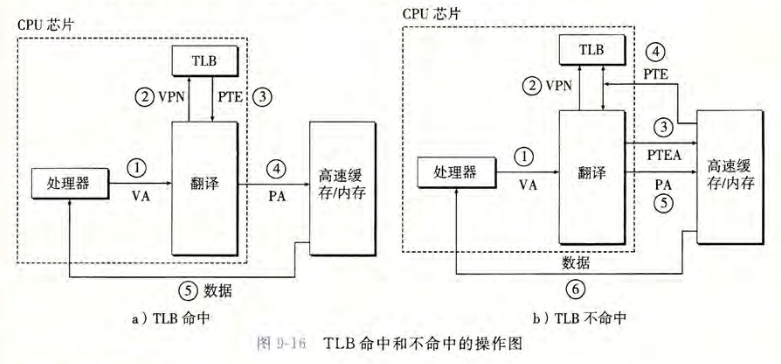 CPU 芯片
TLB
② VPN
PTE ③
处理器
①
VA
翻译
④
PA
高速缓
存/内存
⑤ 数据
a）TLB 命中
CPU 芯片
TLB
④
PTE
② VPN
处理器
①
VA
翻译
③
PTEA
PA
⑤
高速缓
存/内存
数据
⑥
b）TLB 不命中
图 9-16 TLB 命中和不命中的操作图